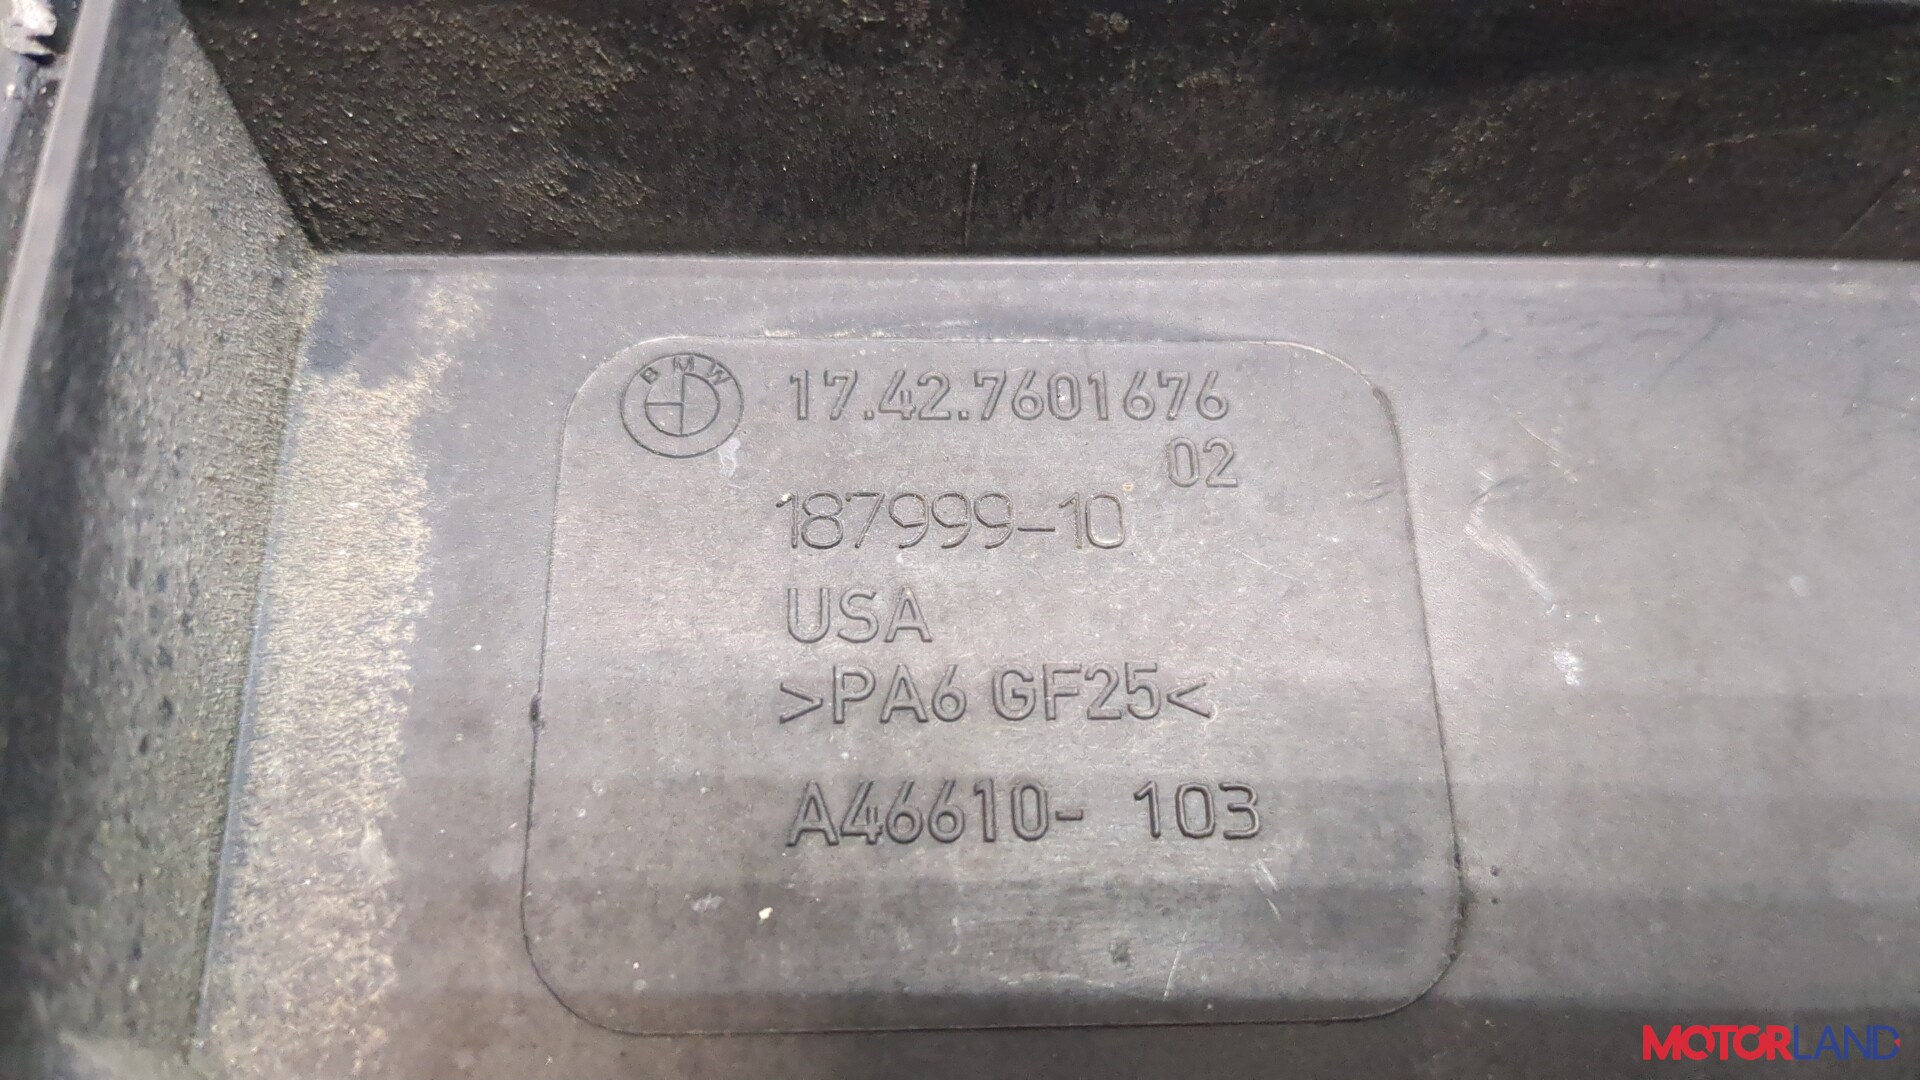 BMW 17.42.7601676
02
187999-10
USA
>PA6 GF25<
A46610- 103
MOTORLAND